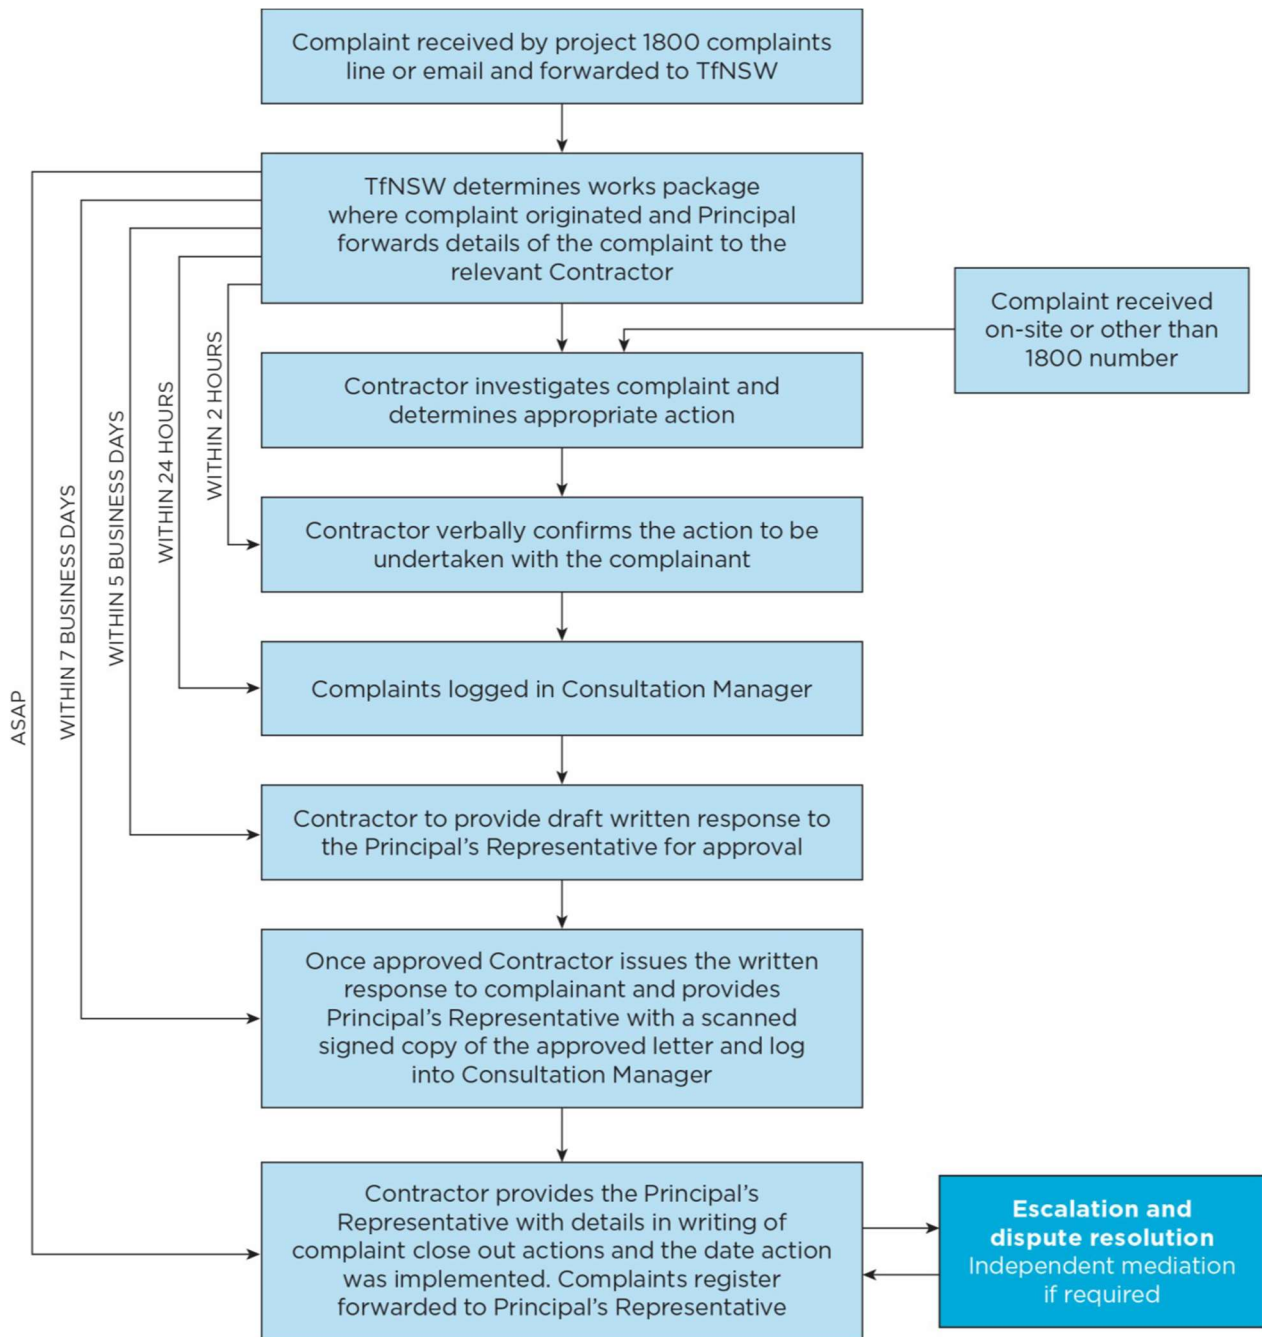 Complaint received by project 1800 complaints
line or email and forwarded to TfNSW
TfNSW determines works package
where complaint originated and Principal
forwards details of the complaint to the
relevant Contractor
Complaint received
on-site or other than
1800 number
Contractor investigates complaint and
determines appropriate action
WITHIN 2 HOURS
WITHIN 24 HOURS
WITHIN 5 BUSINESS DAYS
WITHIN 7 BUSINESS DAYS
ASAP
Contractor verbally confirms the action to be
undertaken with the complainant
Complaints logged in Consultation Manager
Contractor to provide draft written response to
the Principal’s Representative for approval
Once approved Contractor issues the written
response to complainant and provides
Principal’s Representative with a scanned
signed copy of the approved letter and log
into Consultation Manager
Contractor provides the Principal’s
Representative with details in writing of
complaint close out actions and the date action
was implemented. Complaints register
forwarded to Principal’s Representative
Escalation and
dispute resolution
Independent mediation
if required